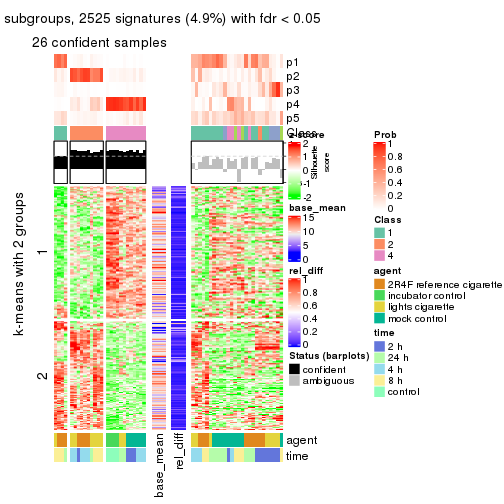 subgroups, 2525 signatures (4.9%) with fdr < 0.05
26 confident samples
p1
p2
p3
p4
p5
Class
z-score
2
1
0
-1
-2
Silhouette
score
base_mean
15
10
5
0
rel_diff
1
0.8
0.6
0.4
0.2
0
Status (barplots)
confident
ambiguous
Prob
1
0.8
0.6
0.4
0.2
0
Class
1
2
4
agent
2R4F reference cigarette
incubator control
lights cigarette
mock control
time
2 h
24 h
4 h
8 h
control
k-means with 2 groups
1
2
agent
time
base_mean
rel_diff